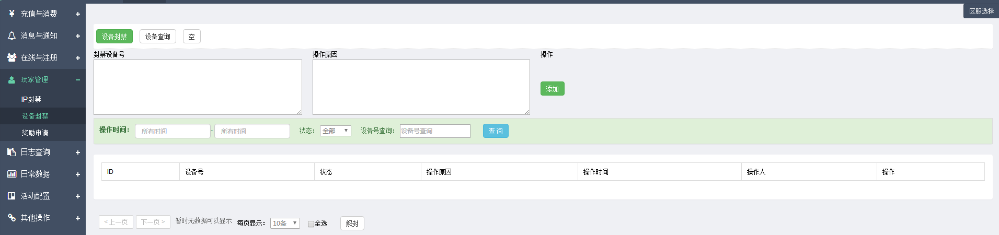 充值与消费 +
消息与通知 +
在线与注册 +
玩家管理 −
IP封禁
设备封禁
奖励申请
日志查询 +
日常数据 +
活动配置 +
其他操作 +
区服选择
设备封禁 设备查询 空
封禁设备号 操作原因 操作
添加
操作时间： 所有时间 - 所有时间 状态： 全部 设备号查询： 设备号查询 查 询
ID 设备号 状态 操作原因 操作时间 操作人 操作
< 上一页 下一页 > 暂时无数据可以显示 每页显示： 10条 全选 解封